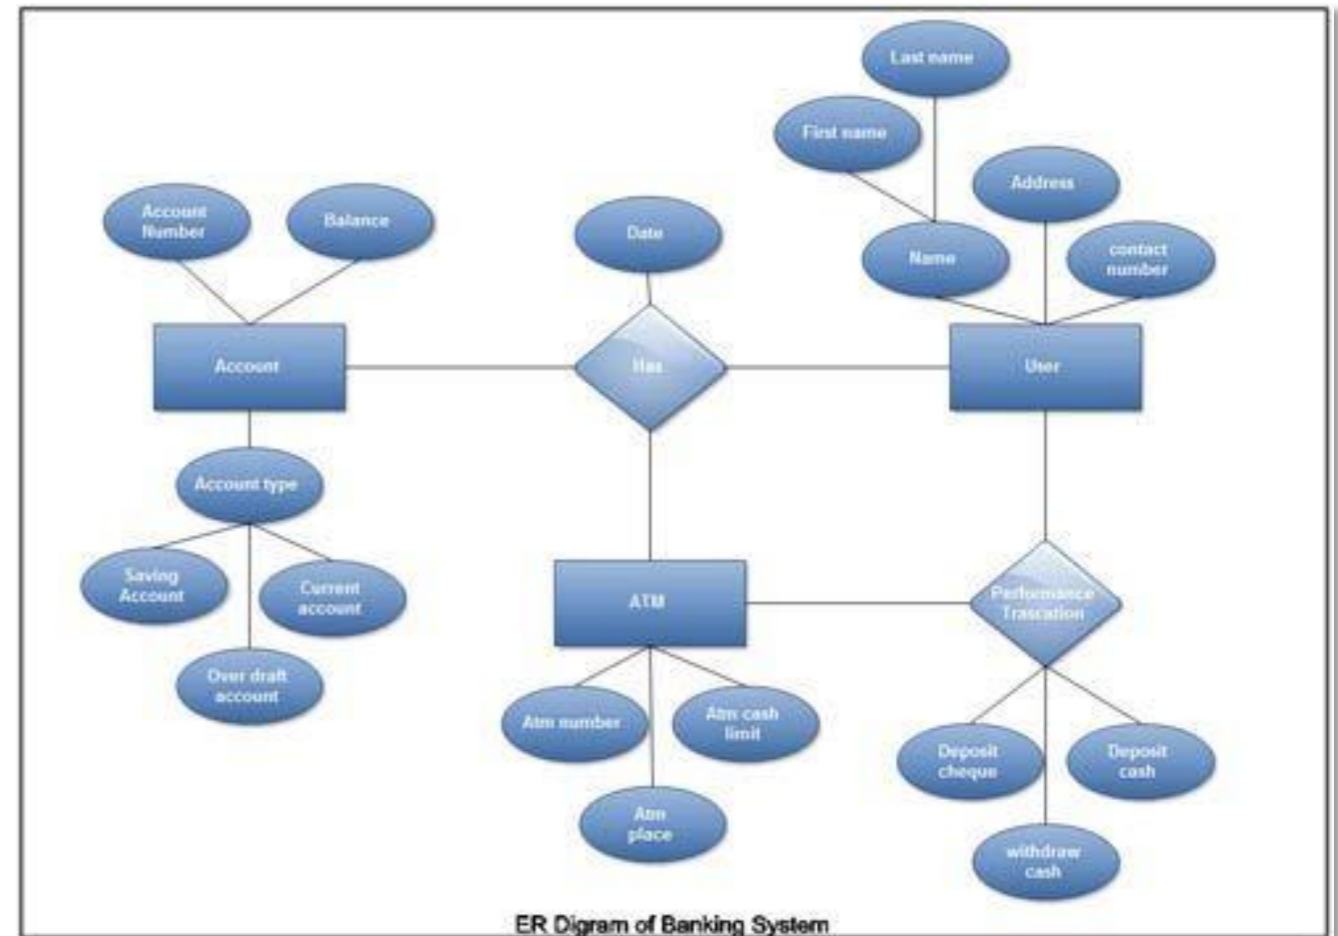 Last name
First name
Address
Account
Number
Balance
Date
Name
contact
number
Account
Has
User
Account type
Saving
Account
Current
account
ATM
Performance
Trascation
Over draft
account
Atm number
Atm cash
limit
Deposit
cheque
Deposit
cash
Atm
place
withdraw
cash
ER Digram of Banking System